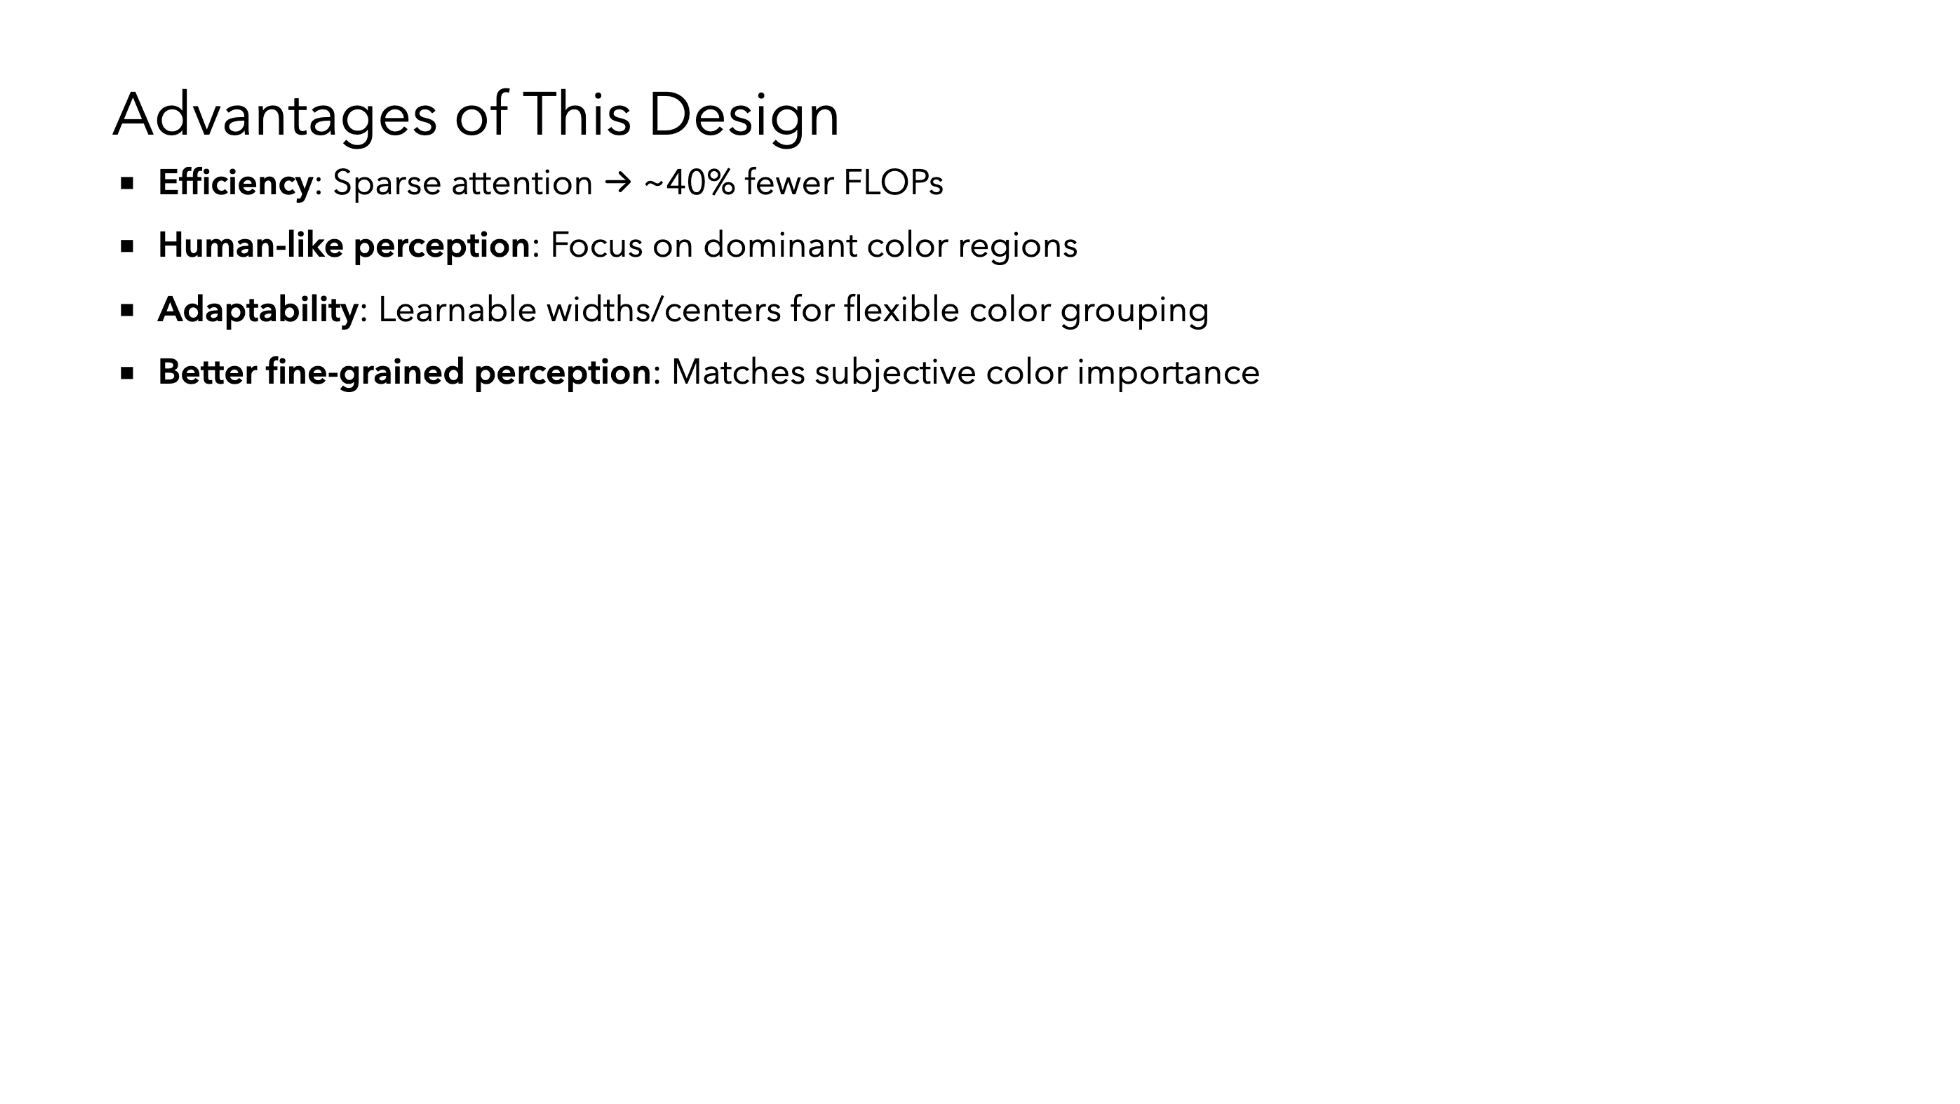 Advantages of This Design
▪ Efficiency: Sparse attention → ~40% fewer FLOPs
▪ Human-like perception: Focus on dominant color regions
▪ Adaptability: Learnable widths/centers for flexible color grouping
▪ Better fine-grained perception: Matches subjective color importance